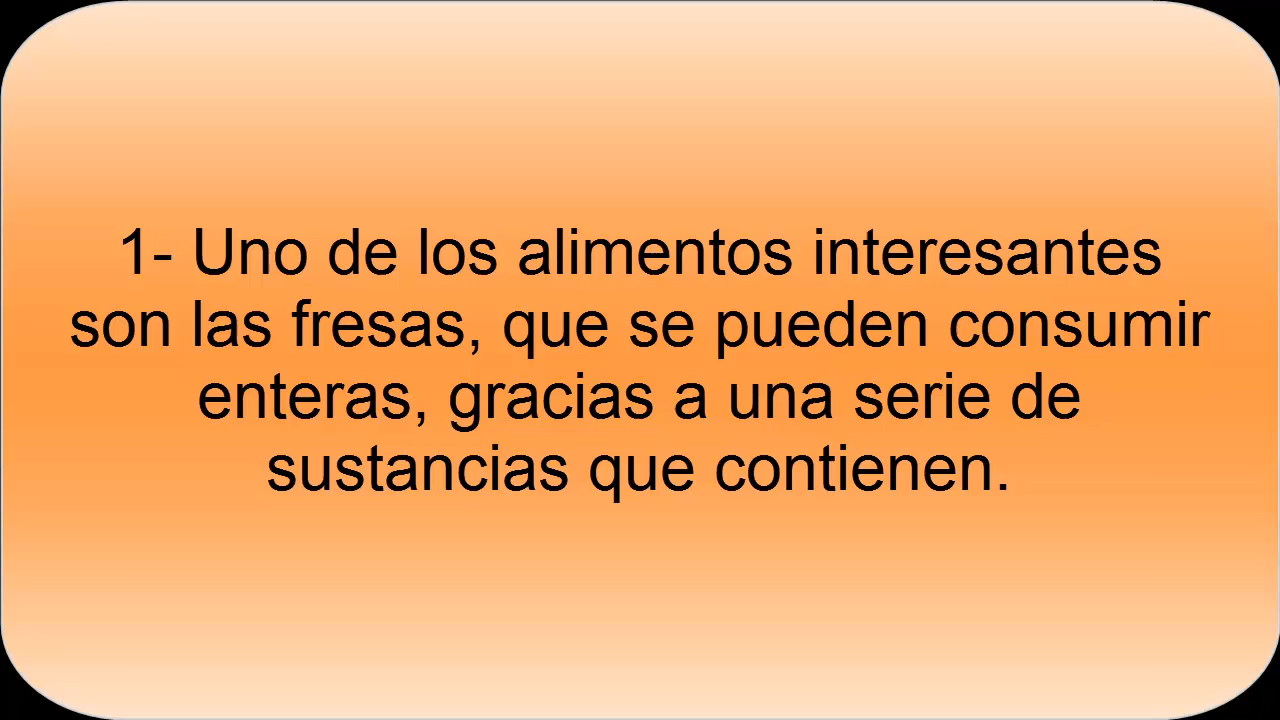 1- Uno de los alimentos interesantes
son las fresas, que se pueden consumir
enteras, gracias a una serie de
sustancias que contienen.